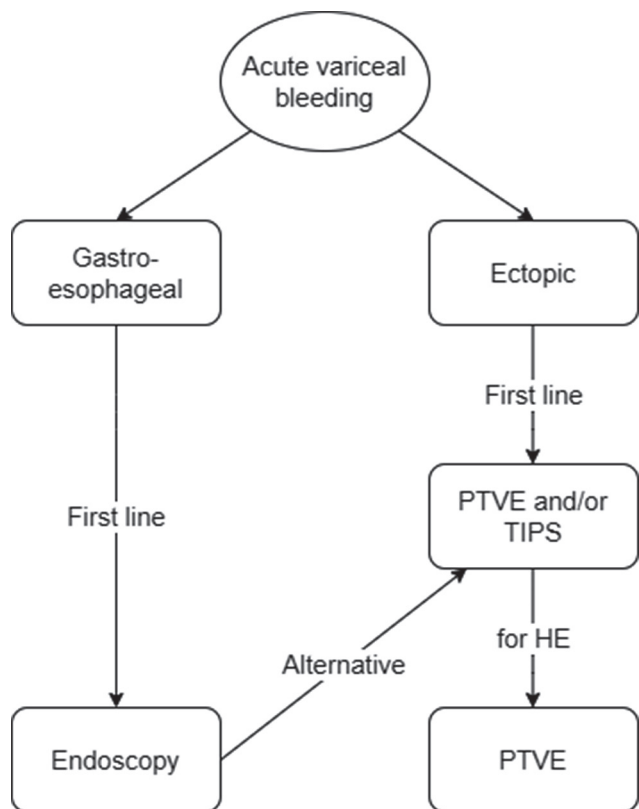 Acute variceal
bleeding
Gastro-
esophageal
Ectopic
First line
PTVE and/or
TIPS
First line
for HE
Alternative
Endoscopy
PTVE